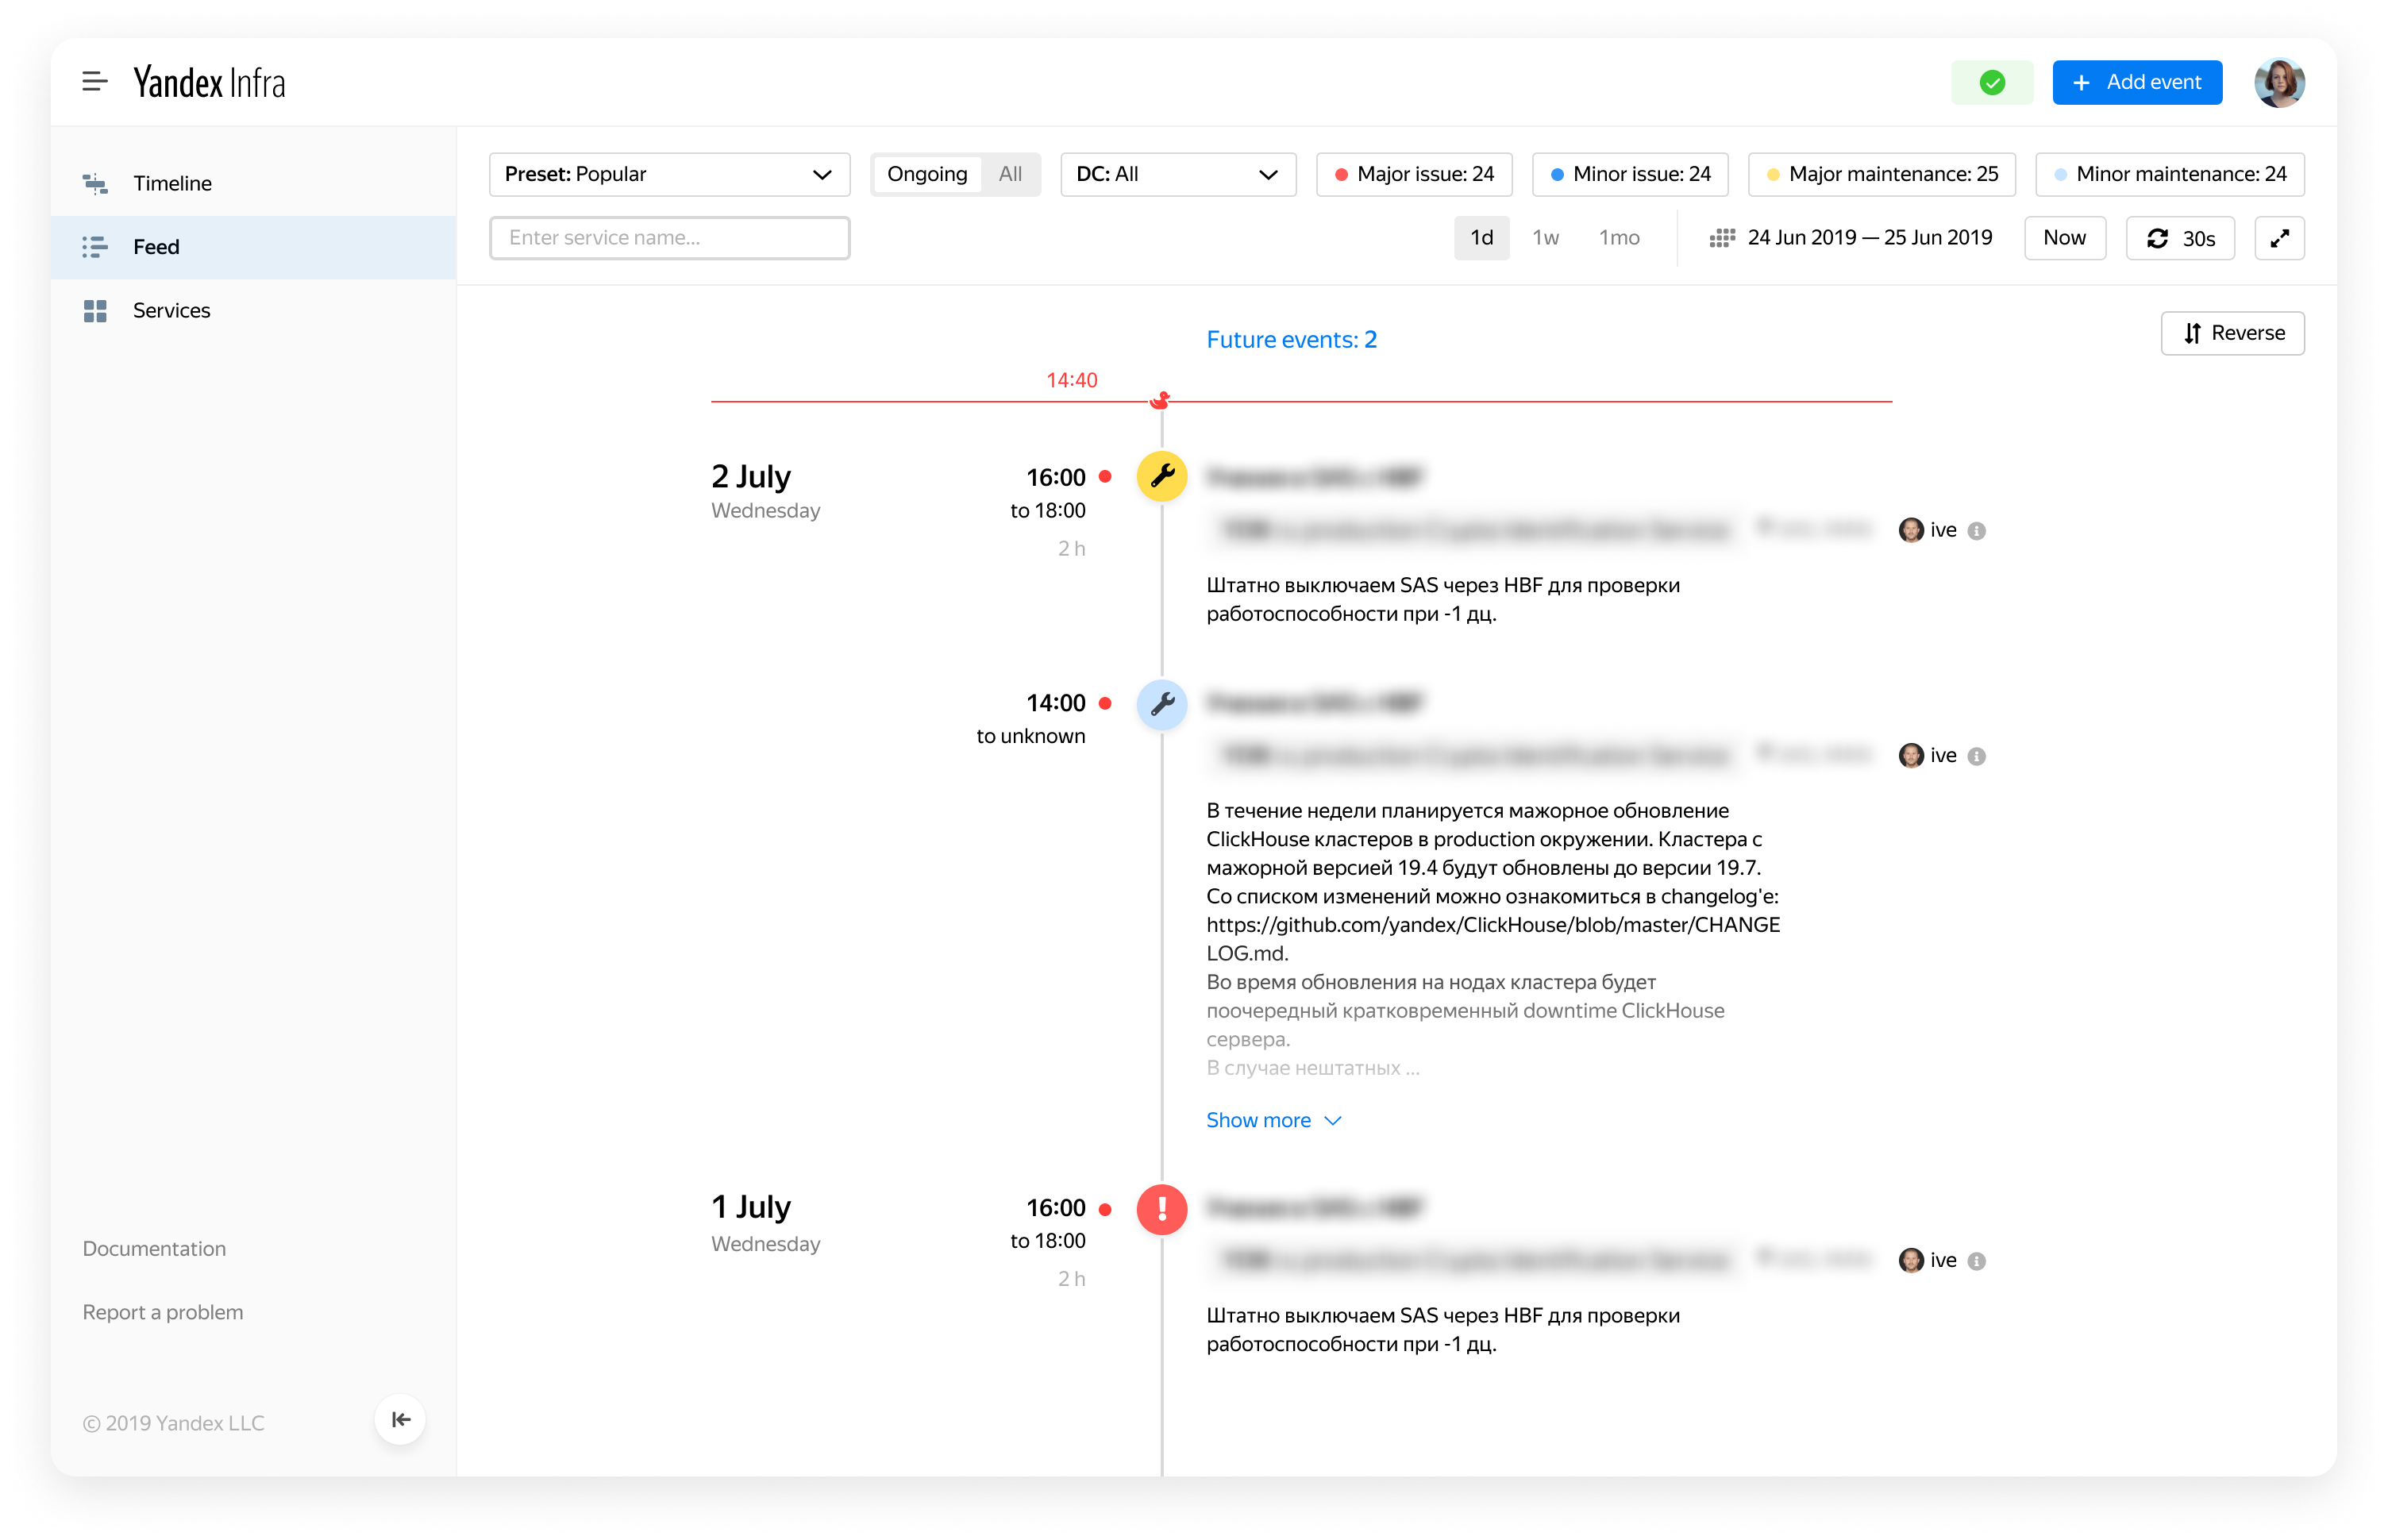 Yandex Infra
+ Add event
Timeline
Feed
Services
Preset: Popular
Ongoing
All
DC: All
Major issue: 24
Minor issue: 24
Major maintenance: 25
Minor maintenance: 24
Enter service name...
1d
1w
1mo
24 Jun 2019 — 25 Jun 2019
Now
30s
Future events: 2
Reverse
14:40
2 July
Wednesday
16:00
to 18:00
2 h
ive
Штатно выключаем SAS через HBF для проверки
работоспособности при -1 дц.
14:00
to unknown
ive
В течение недели планируется мажорное обновление
ClickHouse кластеров в production окружении. Кластера с
мажорной версией 19.4 будут обновлены до версии 19.7.
Со списком изменений можно ознакомиться в changelog'e:
https://github.com/yandex/ClickHouse/blob/master/CHANGE
LOG.md.
Во время обновления на нодах кластера будет
поочередный кратковременный downtime ClickHouse
сервера.
В случае нештатных ...
Show more
1 July
Wednesday
16:00
to 18:00
2 h
ive
Штатно выключаем SAS через HBF для проверки
работоспособности при -1 дц.
Documentation
Report a problem
© 2019 Yandex LLC